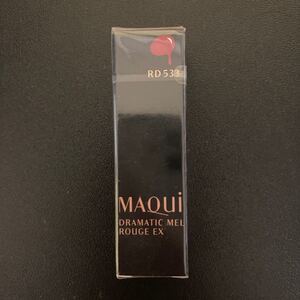 RD 533
MAQUi
DRAMATIC MEL
ROUGE EX